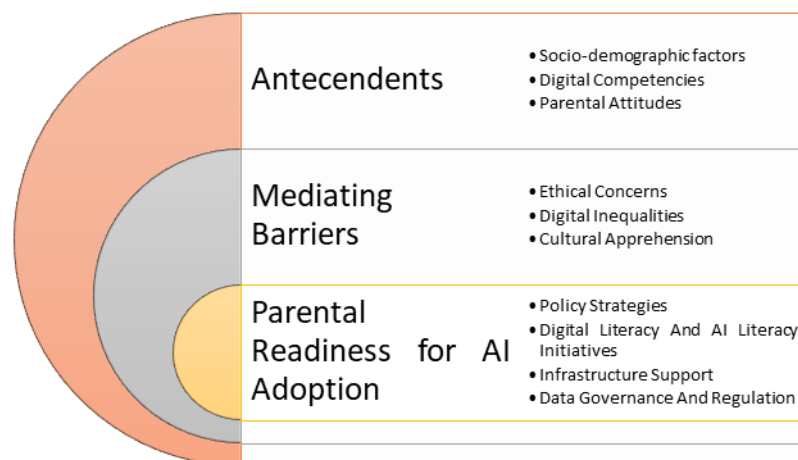 Antecendents
• Socio-demographic factors
• Digital Competencies
• Parental Attitudes
Mediating
Barriers
• Ethical Concerns
• Digital Inequalities
• Cultural Apprehension
Parental
Readiness for AI
Adoption
• Policy Strategies
• Digital Literacy And AI Literacy
Initiatives
• Infrastructure Support
• Data Governance And Regulation